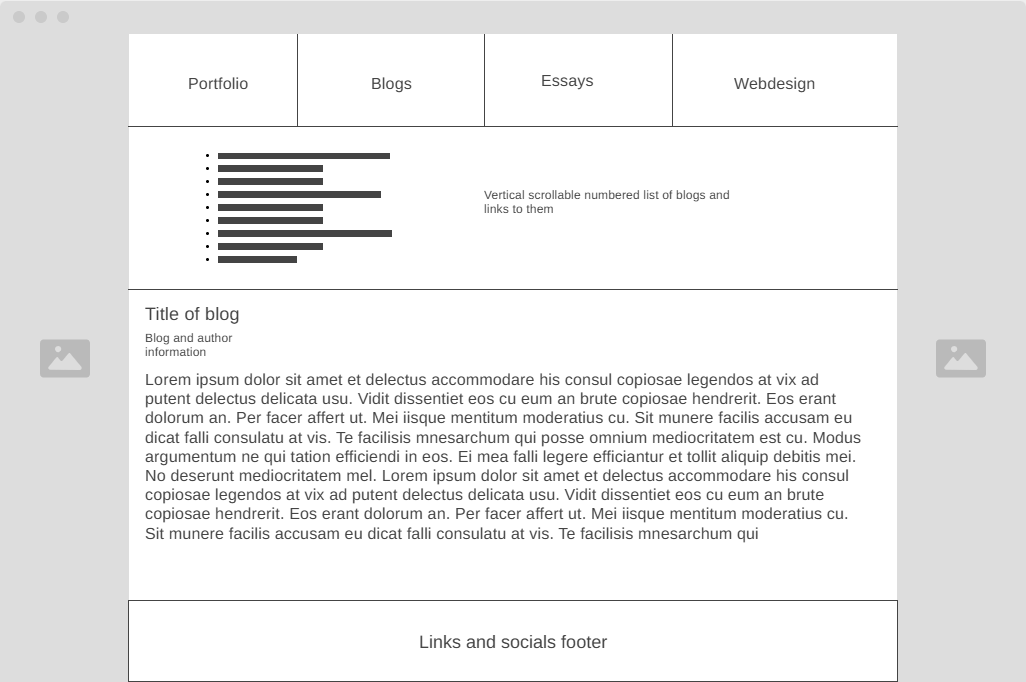 Portfolio
Blogs
Essays
Webdesign
Vertical scrollable numbered list of blogs and
links to them
Title of blog
Blog and author
information
Lorem ipsum dolor sit amet et delectus accommodare his consul copiosae legendos at vix ad
putent delectus delicata usu. Vidit dissentiet eos cu eum an brute copiosae hendrerit. Eos erant
dolorum an. Per facer affert ut. Mei iisque mentitum moderatius cu. Sit munere facilis accusam eu
dicat falli consulatu at vis. Te facilisis mnesarchum qui posse omnium mediocritatem est cu. Modus
argumentum ne qui tation efficiendi in eos. Ei mea falli legere efficiantur et tollit aliquip debitis mei.
No deserunt mediocritatem mel. Lorem ipsum dolor sit amet et delectus accommodare his consul
copiosae legendos at vix ad putent delectus delicata usu. Vidit dissentiet eos cu eum an brute
copiosae hendrerit. Eos erant dolorum an. Per facer affert ut. Mei iisque mentitum moderatius cu.
Sit munere facilis accusam eu dicat falli consulatu at vis. Te facilisis mnesarchum qui
Links and socials footer